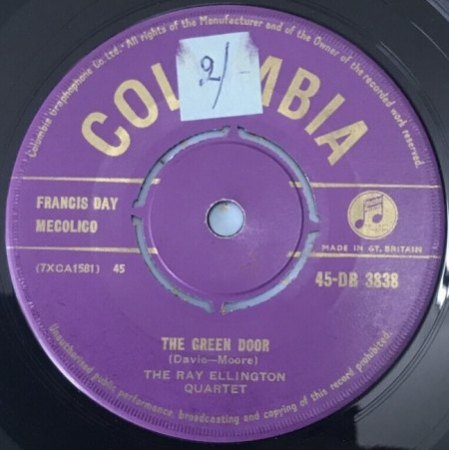 Columbia Graphophone Co. Ltd. All rights of the Manufacturer and of the Owner of the recorded work reserved.
COLUMBIA
2/-
FRANCIS DAY
MECOLICO
MADE IN GT. BRITAIN
(7XCA1581) 45
45-DB 3838
THE GREEN DOOR
(Davie—Moore)
THE RAY ELLINGTON
QUARTET
Unauthorised public performance, broadcasting and copying of this record prohibited.